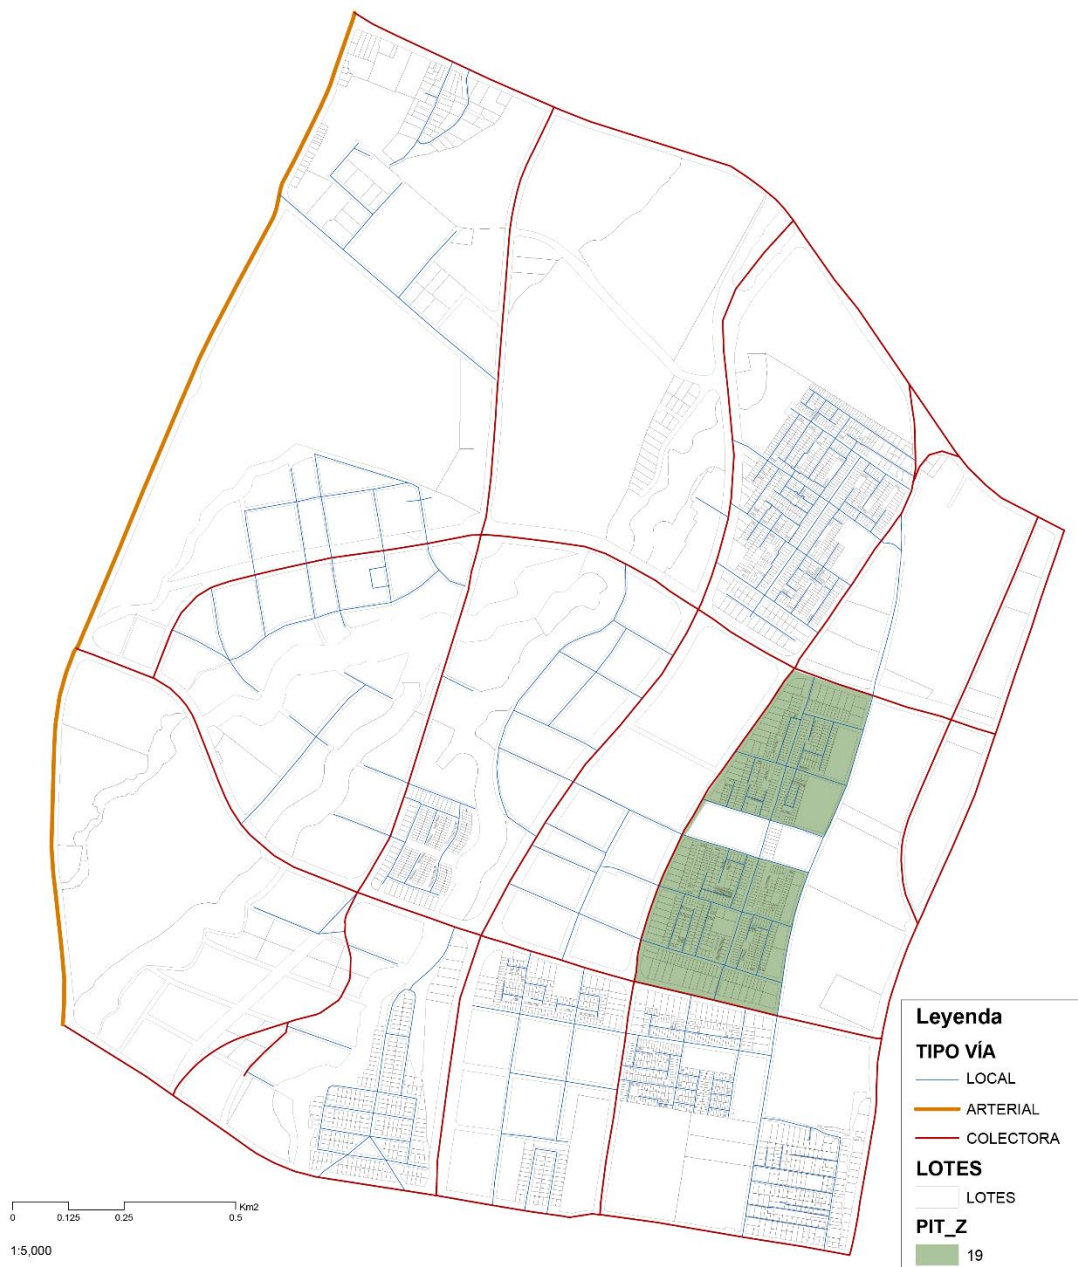 Leyenda
TIPO VÍA
LOCAL
ARTERIAL
COLECTORA
LOTES
LOTES
PIT_Z
19
Km2
0 0.125 0.25 0.5
1:5,000